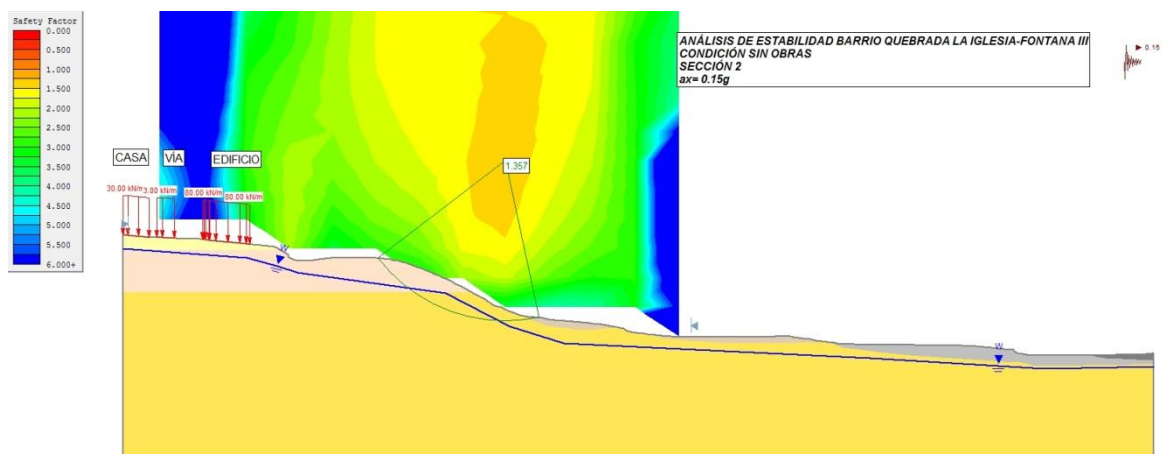 Safety Factor
0.000
0.500
1.000
1.500
2.000
2.500
3.000
3.500
4.000
4.500
5.000
5.500
6.000+
ANÁLISIS DE ESTABILIDAD BARRIO QUEBRADA LA IGLESIA-FONTANA III
CONDICIÓN SIN OBRAS
SECCIÓN 2
ax= 0.15g
0.15
CASA
VÍA
EDIFICIO
1.357
3.00 kN/m
80.00 kN/m
80.00 kN/m
W
W